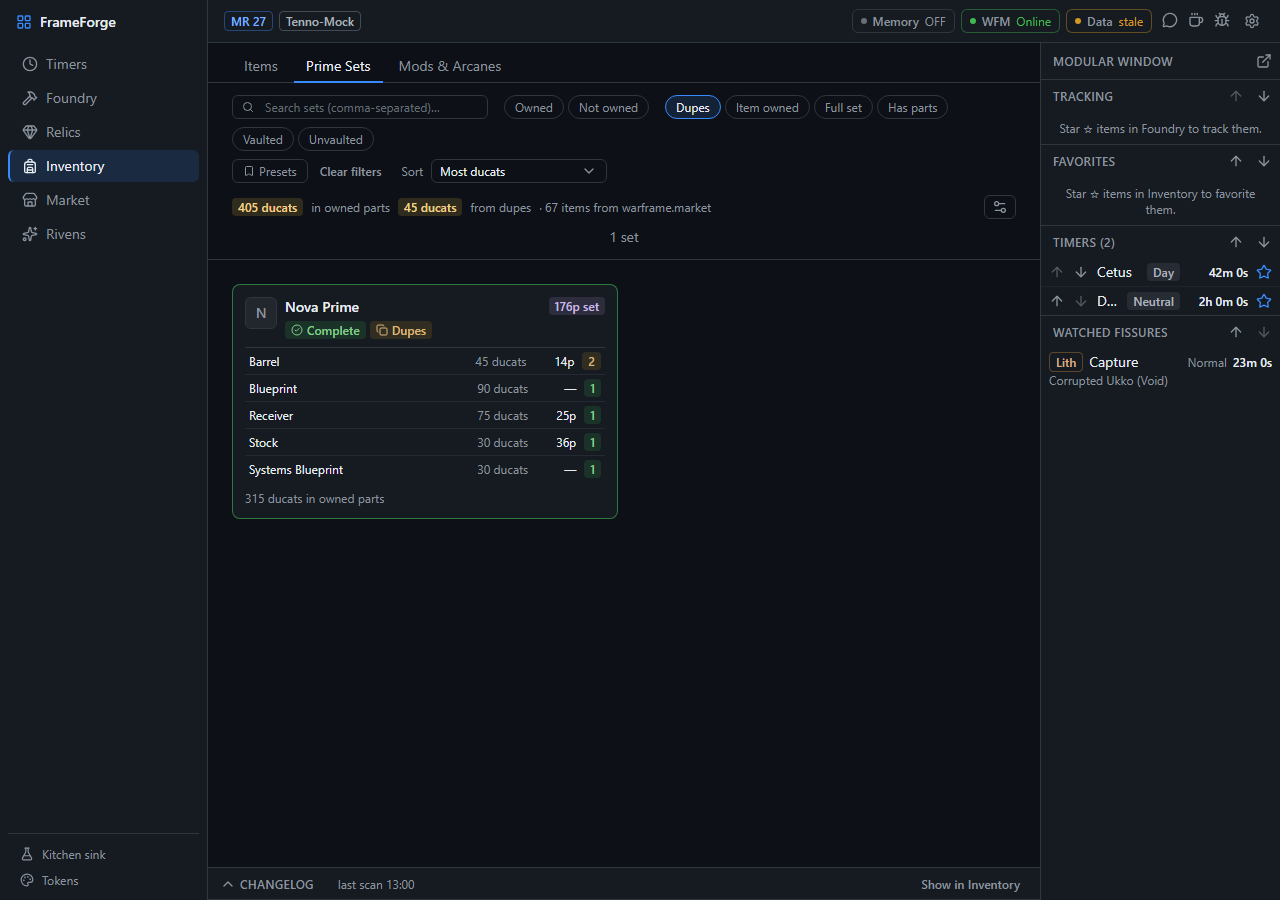 FrameForge
MR 27
Tenno-Mock
Memory OFF
WFM Online
Data stale
Timers
Foundry
Relics
Inventory
Market
Rivens
Kitchen sink
Tokens
Items
Prime Sets
Mods & Arcanes
Search sets (comma-separated)...
Owned
Not owned
Dupes
Item owned
Full set
Has parts
Vaulted
Unvaulted
Presets
Clear filters
Sort
Most ducats
405 ducats in owned parts 45 ducats from dupes · 67 items from warframe.market
1 set
N
Nova Prime
176p set
Complete
Dupes
Barrel 45 ducats 14p 2
Blueprint 90 ducats — 1
Receiver 75 ducats 25p 1
Stock 30 ducats 36p 1
Systems Blueprint 30 ducats — 1
315 ducats in owned parts
CHANGELOG
last scan 13:00
Show in Inventory
MODULAR WINDOW
TRACKING
Star ☆ items in Foundry to track them.
FAVORITES
Star ☆ items in Inventory to favorite
them.
TIMERS (2)
Cetus Day 42m 0s
D... Neutral 2h 0m 0s
WATCHED FISSURES
Lith Capture Normal 23m 0s
Corrupted Ukko (Void)